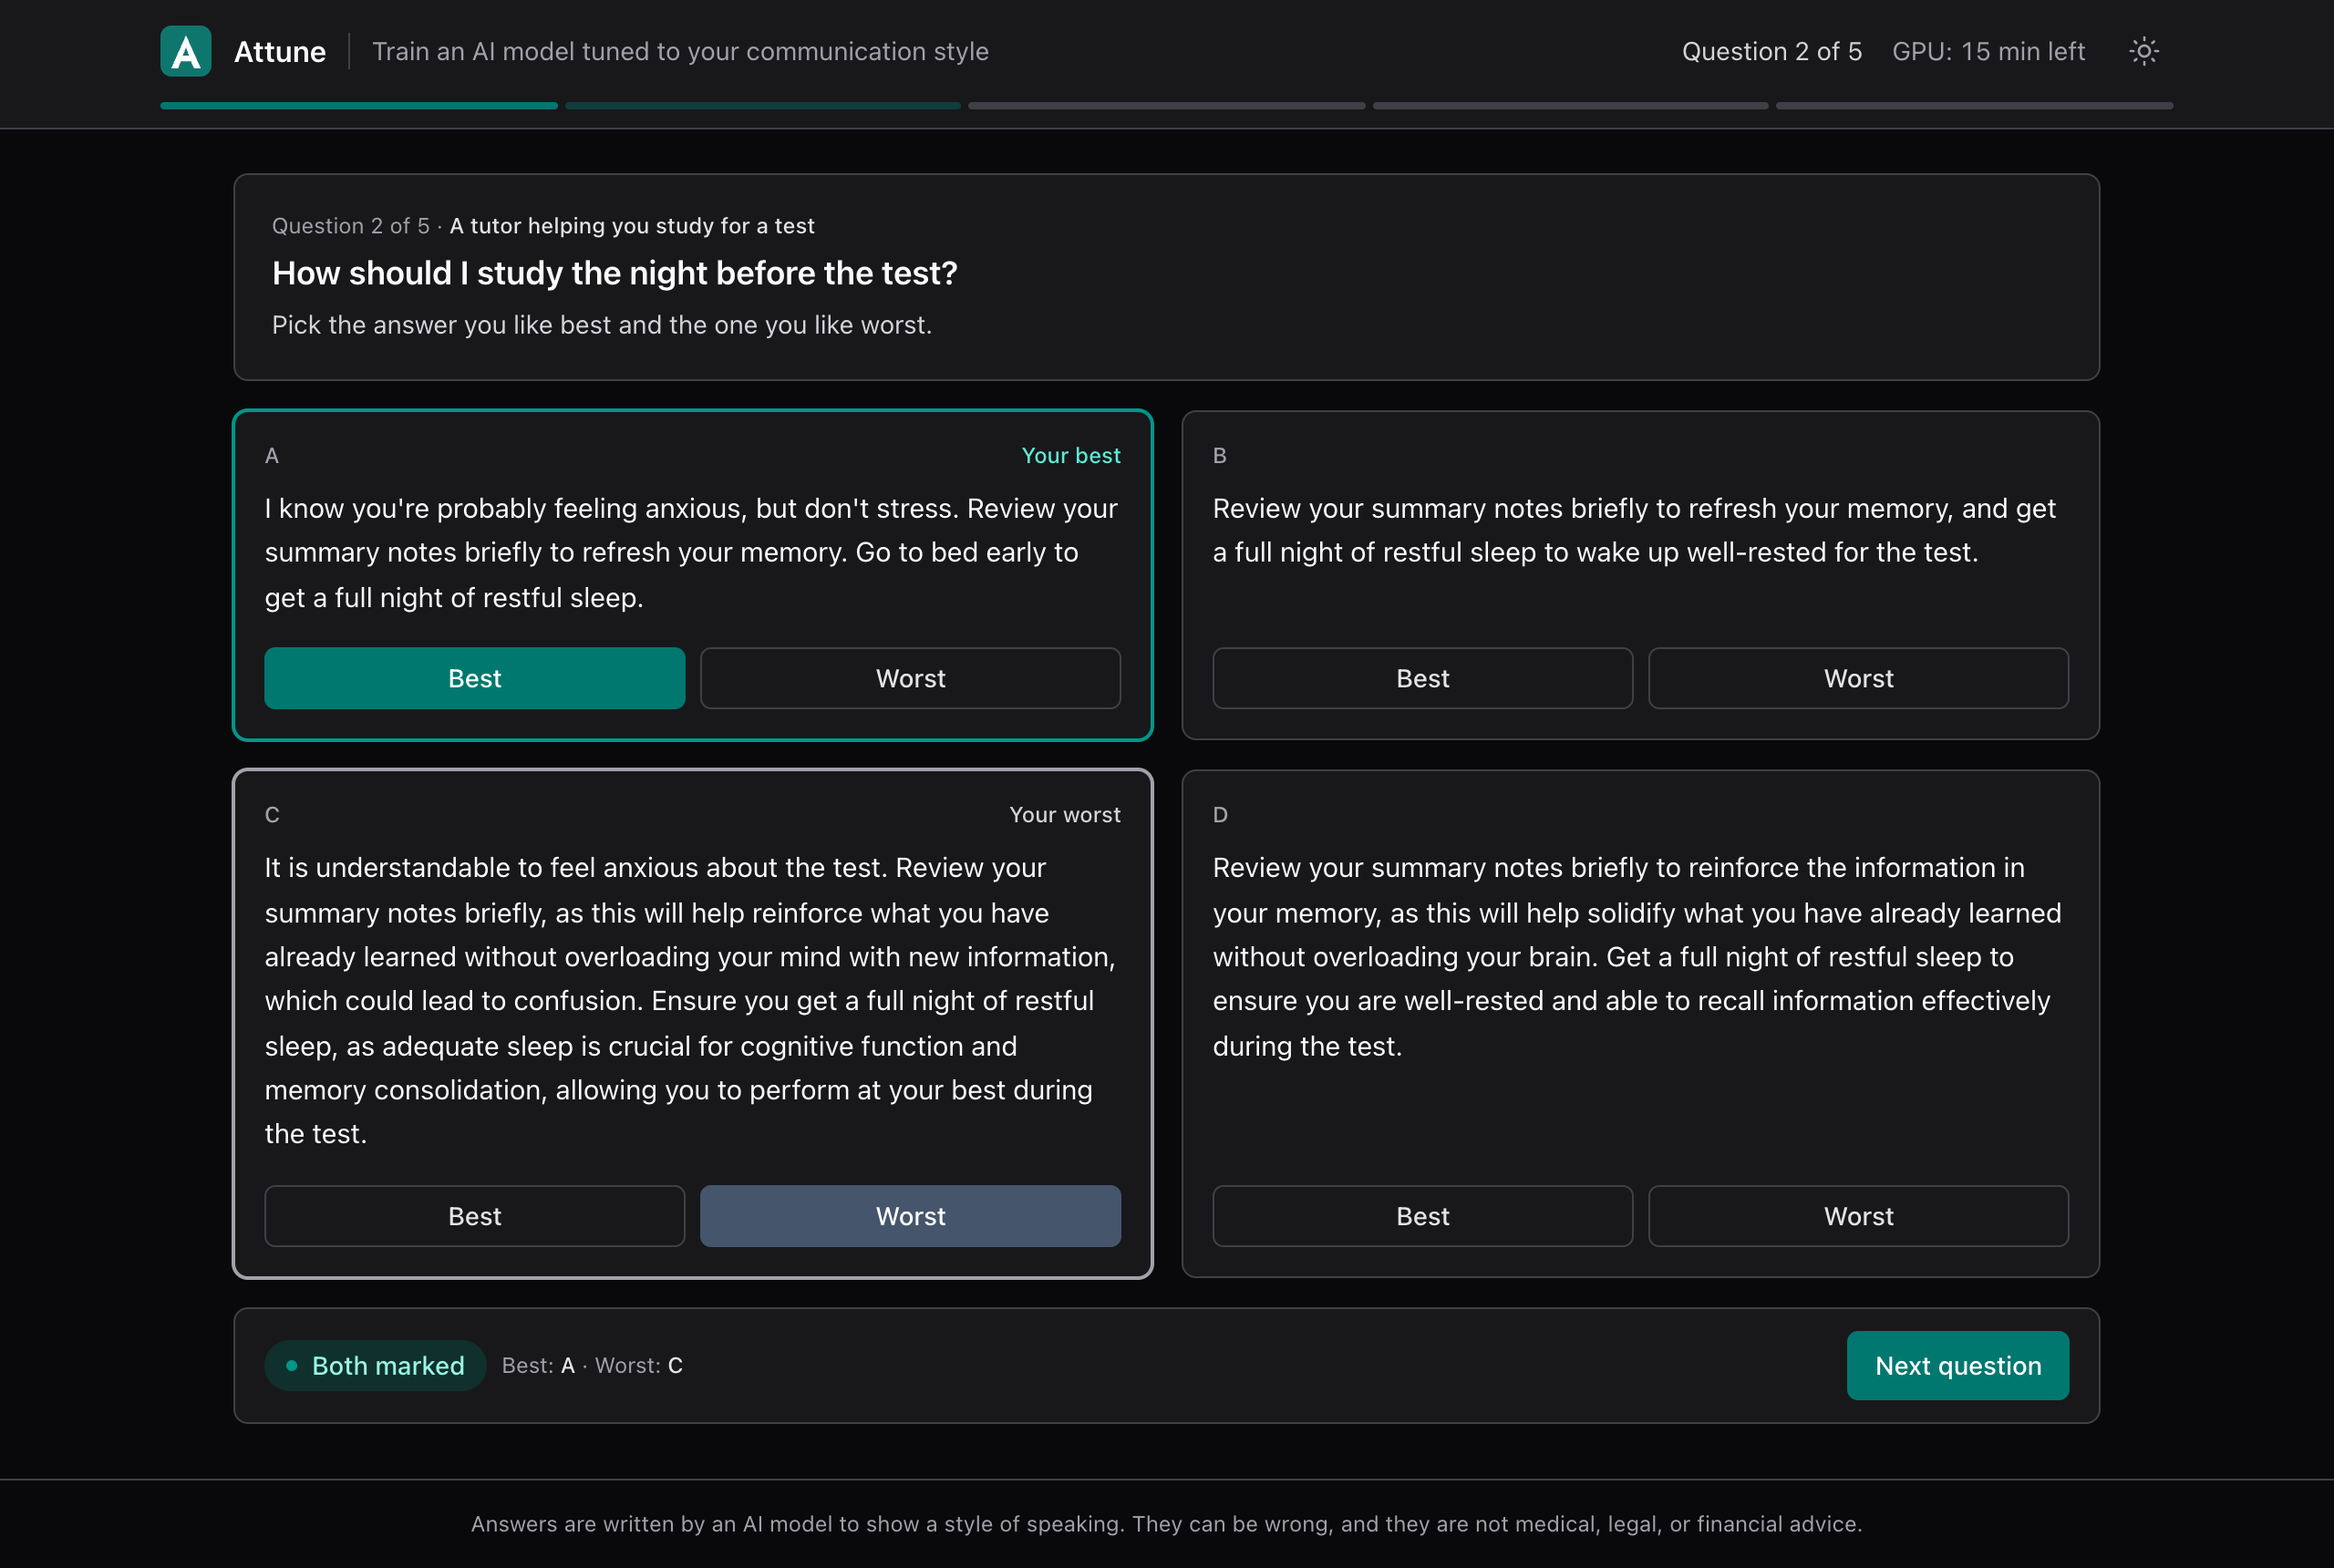 A Attune Train an AI model tuned to your communication style Question 2 of 5 GPU: 15 min left
Question 2 of 5 · A tutor helping you study for a test
How should I study the night before the test?
Pick the answer you like best and the one you like worst.
A Your best
I know you're probably feeling anxious, but don't stress. Review your
summary notes briefly to refresh your memory. Go to bed early to
get a full night of restful sleep.
Best Worst
B
Review your summary notes briefly to refresh your memory, and get
a full night of restful sleep to wake up well-rested for the test.
Best Worst
C Your worst
It is understandable to feel anxious about the test. Review your
summary notes briefly, as this will help reinforce what you have
already learned without overloading your mind with new information,
which could lead to confusion. Ensure you get a full night of restful
sleep, as adequate sleep is crucial for cognitive function and
memory consolidation, allowing you to perform at your best during
the test.
Best Worst
D
Review your summary notes briefly to reinforce the information in
your memory, as this will help solidify what you have already learned
without overloading your brain. Get a full night of restful sleep to
ensure you are well-rested and able to recall information effectively
during the test.
Best Worst
Both marked Best: A · Worst: C Next question
Answers are written by an AI model to show a style of speaking. They can be wrong, and they are not medical, legal, or financial advice.